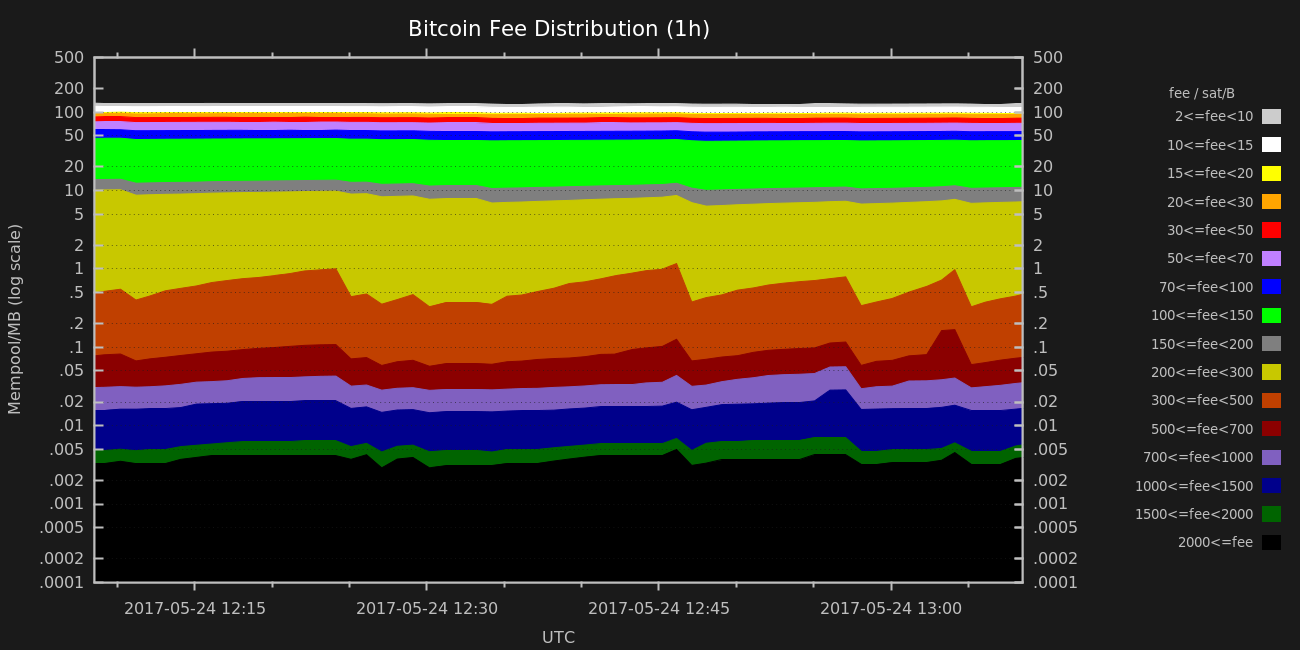 Bitcoin Fee Distribution (1h)
500
200
100
50
20
10
5
2
1
.5
.2
.1
.05
.02
.01
.005
.002
.001
.0005
.0002
.0001
Mempool/MB (log scale)
500
200
100
50
20
10
5
2
1
.5
.2
.1
.05
.02
.01
.005
.002
.001
.0005
.0002
.0001
2017-05-24 12:15
2017-05-24 12:30
2017-05-24 12:45
2017-05-24 13:00
UTC
fee / sat/B
2<=fee<10
10<=fee<15
15<=fee<20
20<=fee<30
30<=fee<50
50<=fee<70
70<=fee<100
100<=fee<150
150<=fee<200
200<=fee<300
300<=fee<500
500<=fee<700
700<=fee<1000
1000<=fee<1500
1500<=fee<2000
2000<=fee